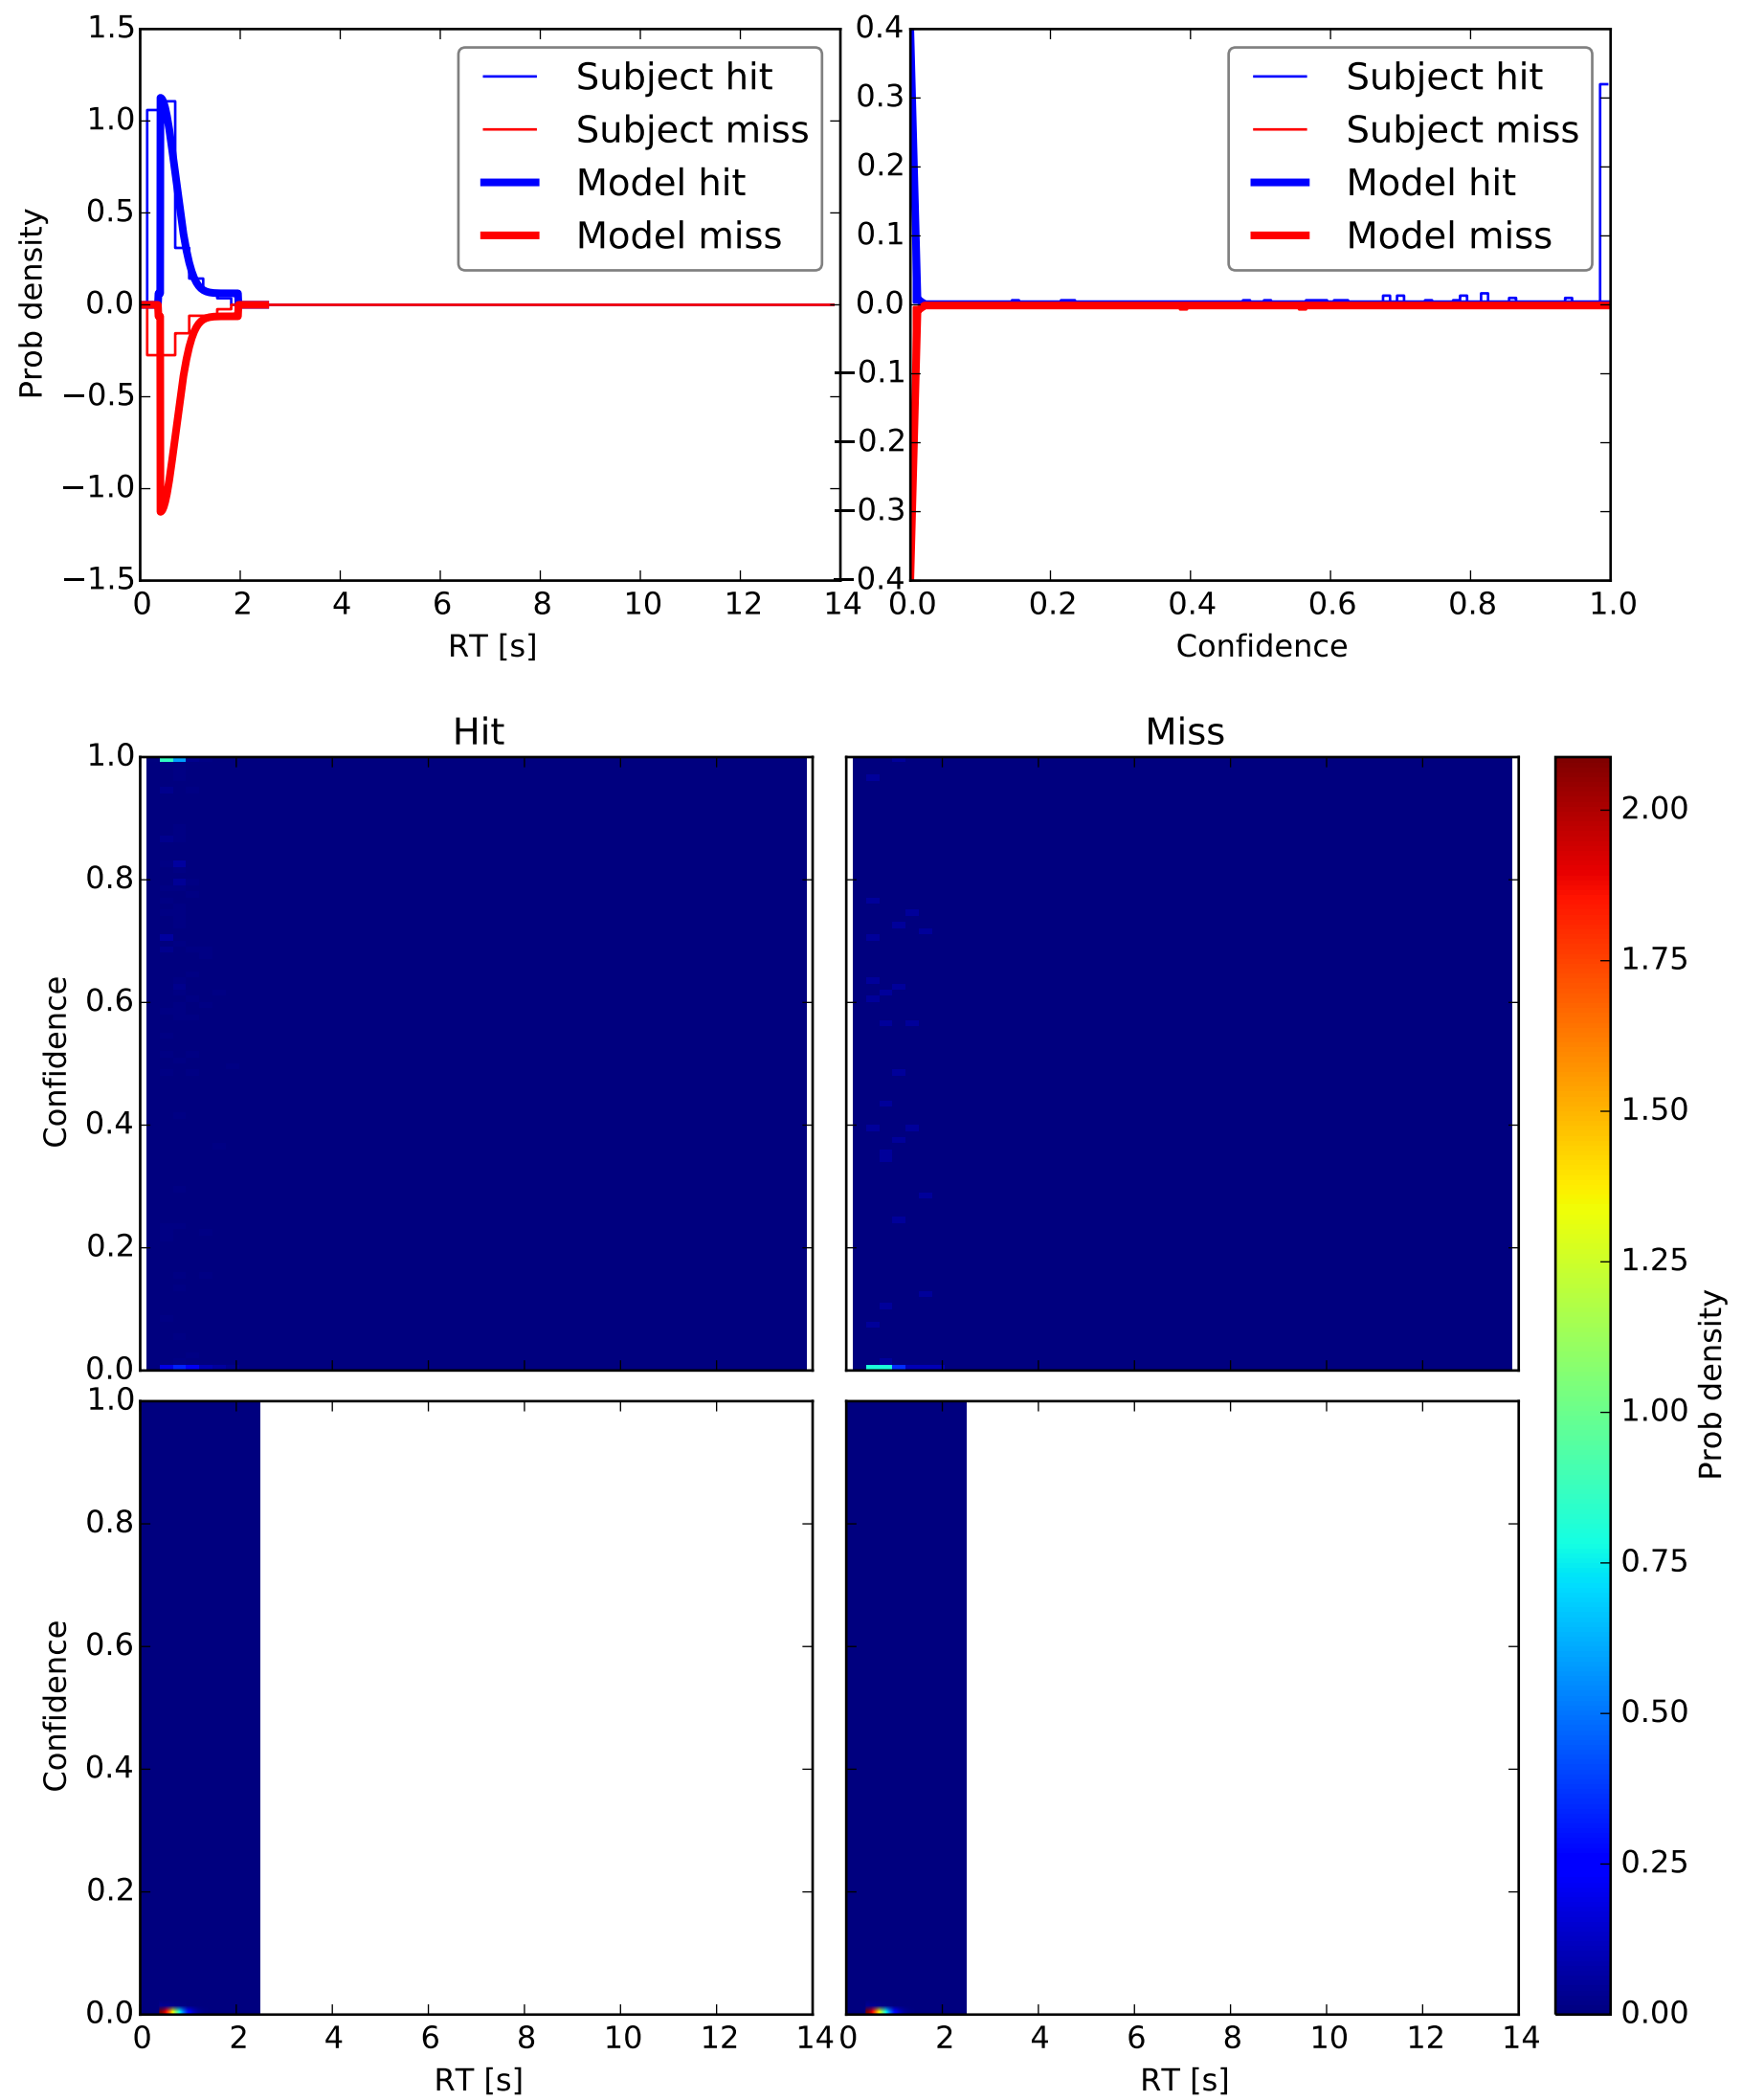 1.5
1.0
0.5
0.0
−0.5
−1.0
−1.5
Prob density
0 2 4 6 8 10 12 14
RT [s]
Subject hit
Subject miss
Model hit
Model miss
0.4
0.3
0.2
0.1
0.0
−0.1
−0.2
−0.3
−0.4
0.0 0.2 0.4 0.6 0.8 1.0
Confidence
Subject hit
Subject miss
Model hit
Model miss
Hit
1.0
0.8
0.6
0.4
0.2
0.0
Confidence
Miss
1.0
0.8
0.6
0.4
0.2
0.0
Confidence
0 2 4 6 8 10 12 14
RT [s]
0 2 4 6 8 10 12 14
RT [s]
2.00
1.75
1.50
1.25
1.00
0.75
0.50
0.25
0.00
Prob density